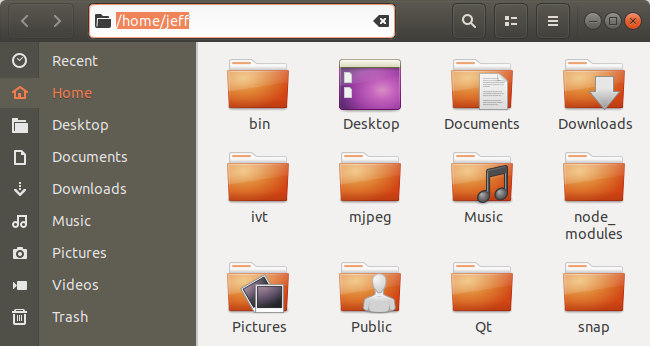 /home/jeff
Recent
Home
Desktop
Documents
Downloads
Music
Pictures
Videos
Trash
bin
Desktop
Documents
Downloads
ivt
mjpeg
Music
node_
modules
Pictures
Public
Qt
snap